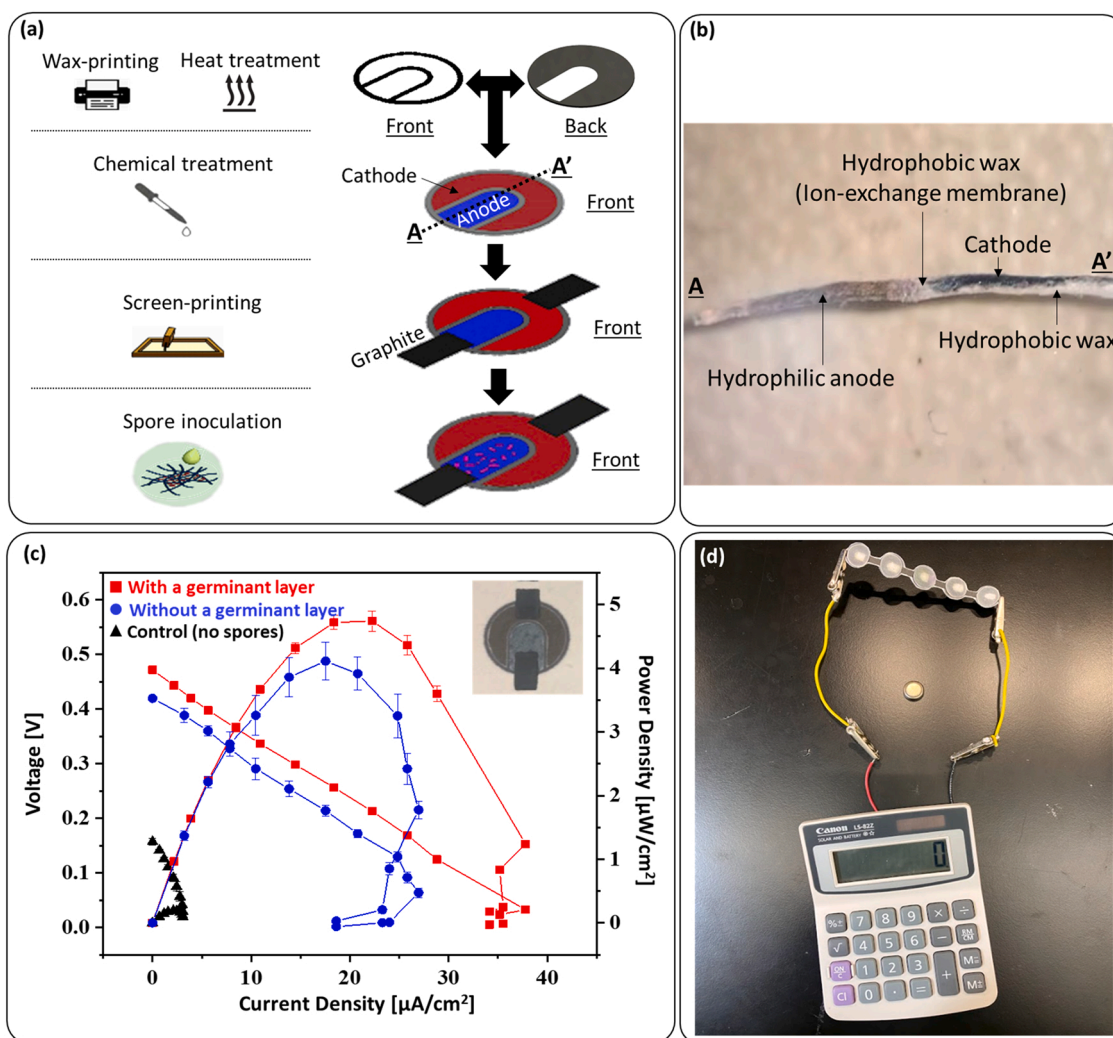 (a)
Wax-printing
Heat treatment
Front
Back
Chemical treatment
Cathode
A'
Anode
A
Front
Screen-printing
Graphite
Front
Spore inoculation
Front
(b)
Hydrophobic wax
(Ion-exchange membrane)
Cathode
A
A'
Hydrophobic wax
Hydrophilic anode
(c)
With a germinant layer
Without a germinant layer
Control (no spores)
0.6
0.5
0.4
0.3
0.2
0.1
0.0
Voltage [V]
5
4
3
2
1
0
Power Density [µW/cm²]
0
10
20
30
40
Current Density [µA/cm²]
(d)
Canon
LS-82Z
SOLAR AND BATTERY
0
%±
7
8
9
×
÷
√
4
5
6
−
ON/C
1
2
3
+
M=
CI
0
.
=